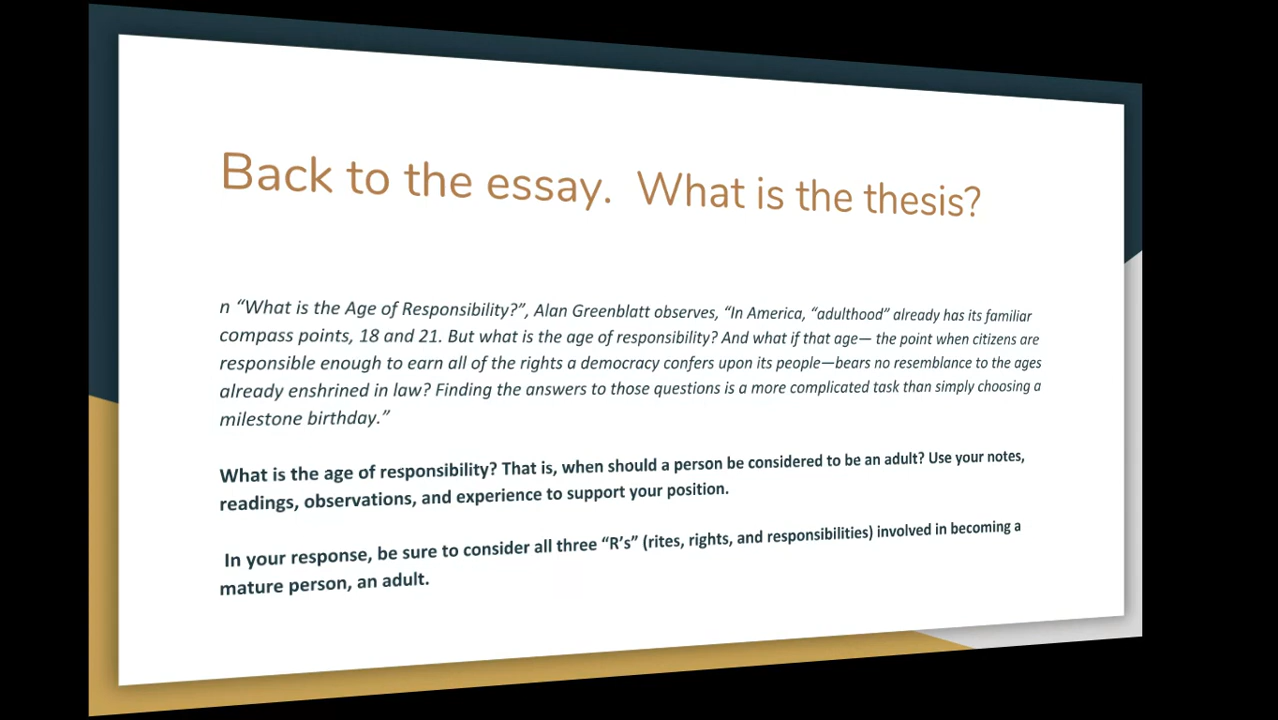 Back to the essay.  What is the thesis?
n “What is the Age of Responsibility?”, Alan Greenblatt observes, “In America, “adulthood” already has its familiar
compass points, 18 and 21. But what is the age of responsibility? And what if that age— the point when citizens are
responsible enough to earn all of the rights a democracy confers upon its people—bears no resemblance to the ages
already enshrined in law? Finding the answers to those questions is a more complicated task than simply choosing a
milestone birthday.”
What is the age of responsibility? That is, when should a person be considered to be an adult? Use your notes,
readings, observations, and experience to support your position.
In your response, be sure to consider all three “R’s” (rites, rights, and responsibilities) involved in becoming a
mature person, an adult.